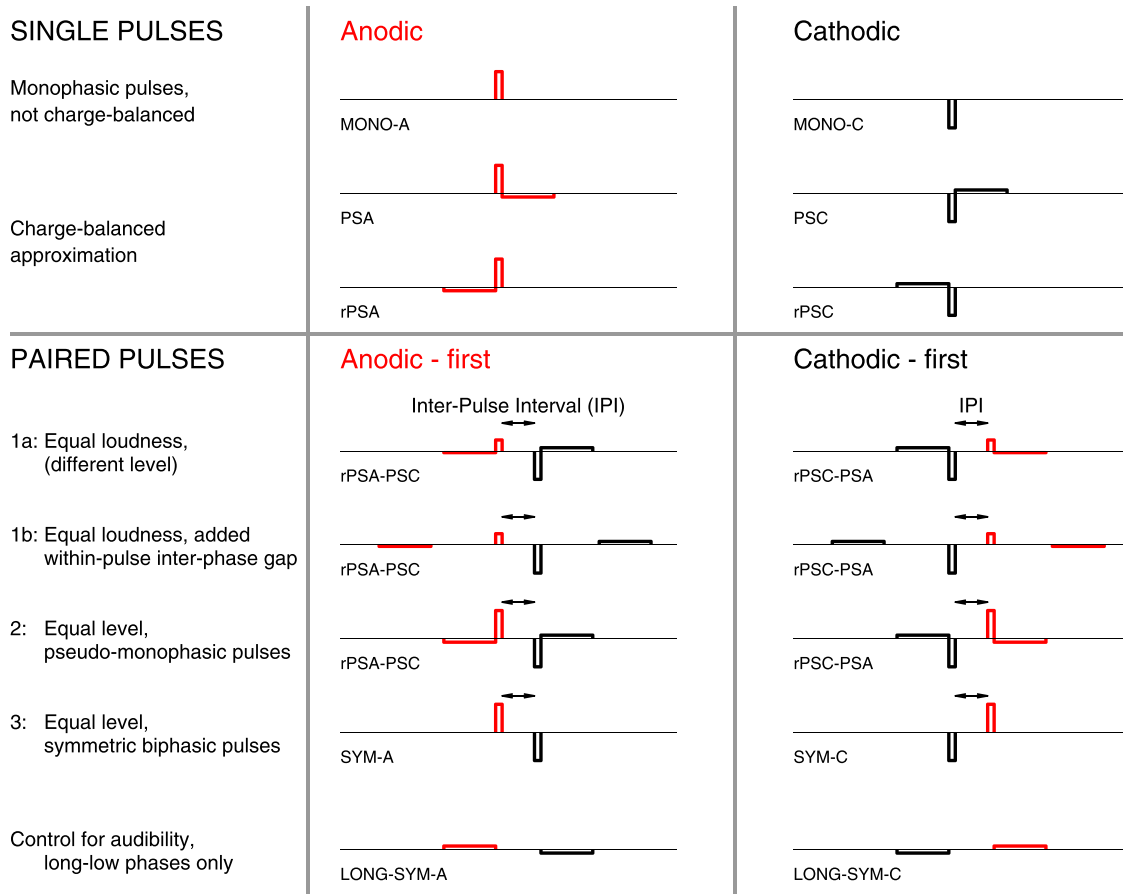 SINGLE PULSES
Anodic
Cathodic
Monophasic pulses,
not charge-balanced
MONO-A
MONO-C
PSA
PSC
Charge-balanced
approximation
rPSA
rPSC
PAIRED PULSES
Anodic - first
Cathodic - first
Inter-Pulse Interval (IPI)
IPI
1a: Equal loudness,
(different level)
rPSA-PSC
rPSC-PSA
1b: Equal loudness, added
within-pulse inter-phase gap
rPSA-PSC
rPSC-PSA
2: Equal level,
pseudo-monophasic pulses
rPSA-PSC
rPSC-PSA
3: Equal level,
symmetric biphasic pulses
SYM-A
SYM-C
Control for audibility,
long-low phases only
LONG-SYM-A
LONG-SYM-C